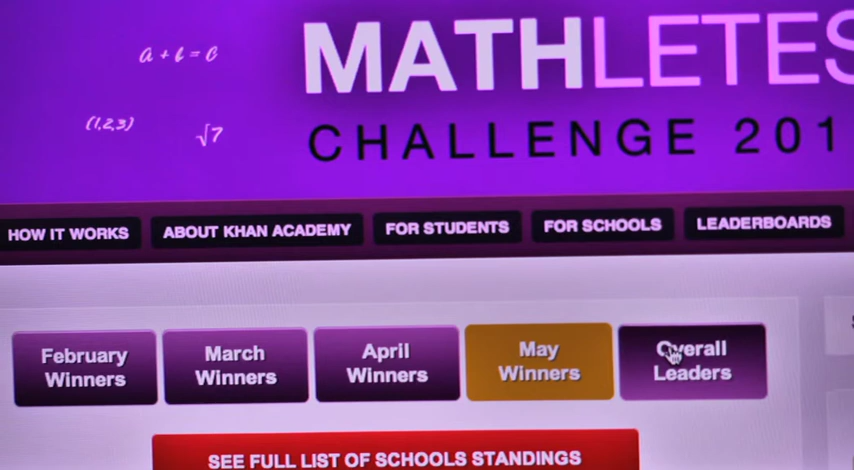 a + b = c
(1,2,3)
√7
MATHLETES
CHALLENGE 201
HOW IT WORKS
ABOUT KHAN ACADEMY
FOR STUDENTS
FOR SCHOOLS
LEADERBOARDS
February
Winners
March
Winners
April
Winners
May
Winners
Overall
Leaders
SEE FULL LIST OF SCHOOLS STANDINGS